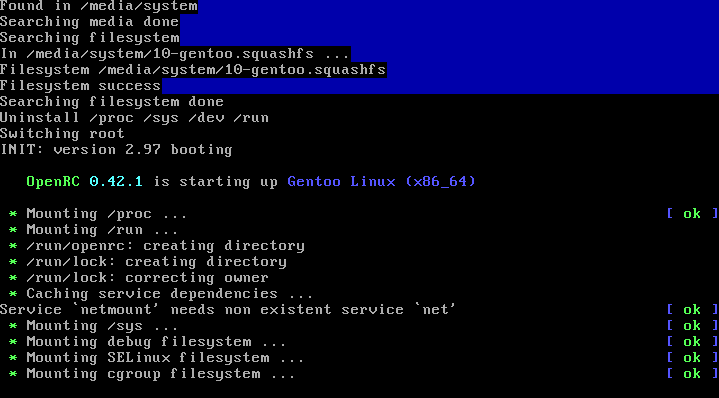 Found in /media/system
Searching media done
Searching filesystem
In /media/system/10-gentoo.squashfs ...
Filesystem /media/system/10-gentoo.squashfs
Filesystem success
Searching filesystem done
Uninstall /proc /sys /dev /run
Switching root
INIT: version 2.97 booting
OpenRC 0.42.1 is starting up Gentoo Linux (x86_64)
* Mounting /proc ... [ ok ]
* Mounting /run ...
* /run/openrc: creating directory
* /run/lock: creating directory
* /run/lock: correcting owner
* Caching service dependencies ...
Service `netmount' needs non existent service `net' [ ok ]
* Mounting /sys ... [ ok ]
* Mounting debug filesystem ... [ ok ]
* Mounting SELinux filesystem ... [ ok ]
* Mounting cgroup filesystem ... [ ok ]